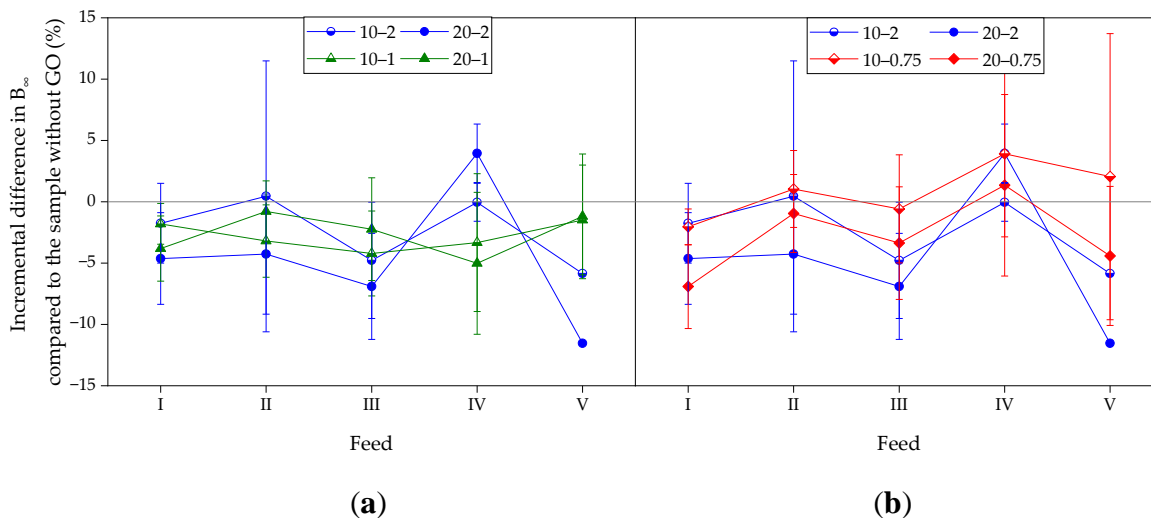 Incremental difference in B∞
compared to the sample without GO (%)
15
10
5
0
−5
−10
−15
10−2 20−2
10−1 20−1
I II III IV V
Feed
(a)
10−2 20−2
10−0.75 20−0.75
I II III IV V
Feed
(b)